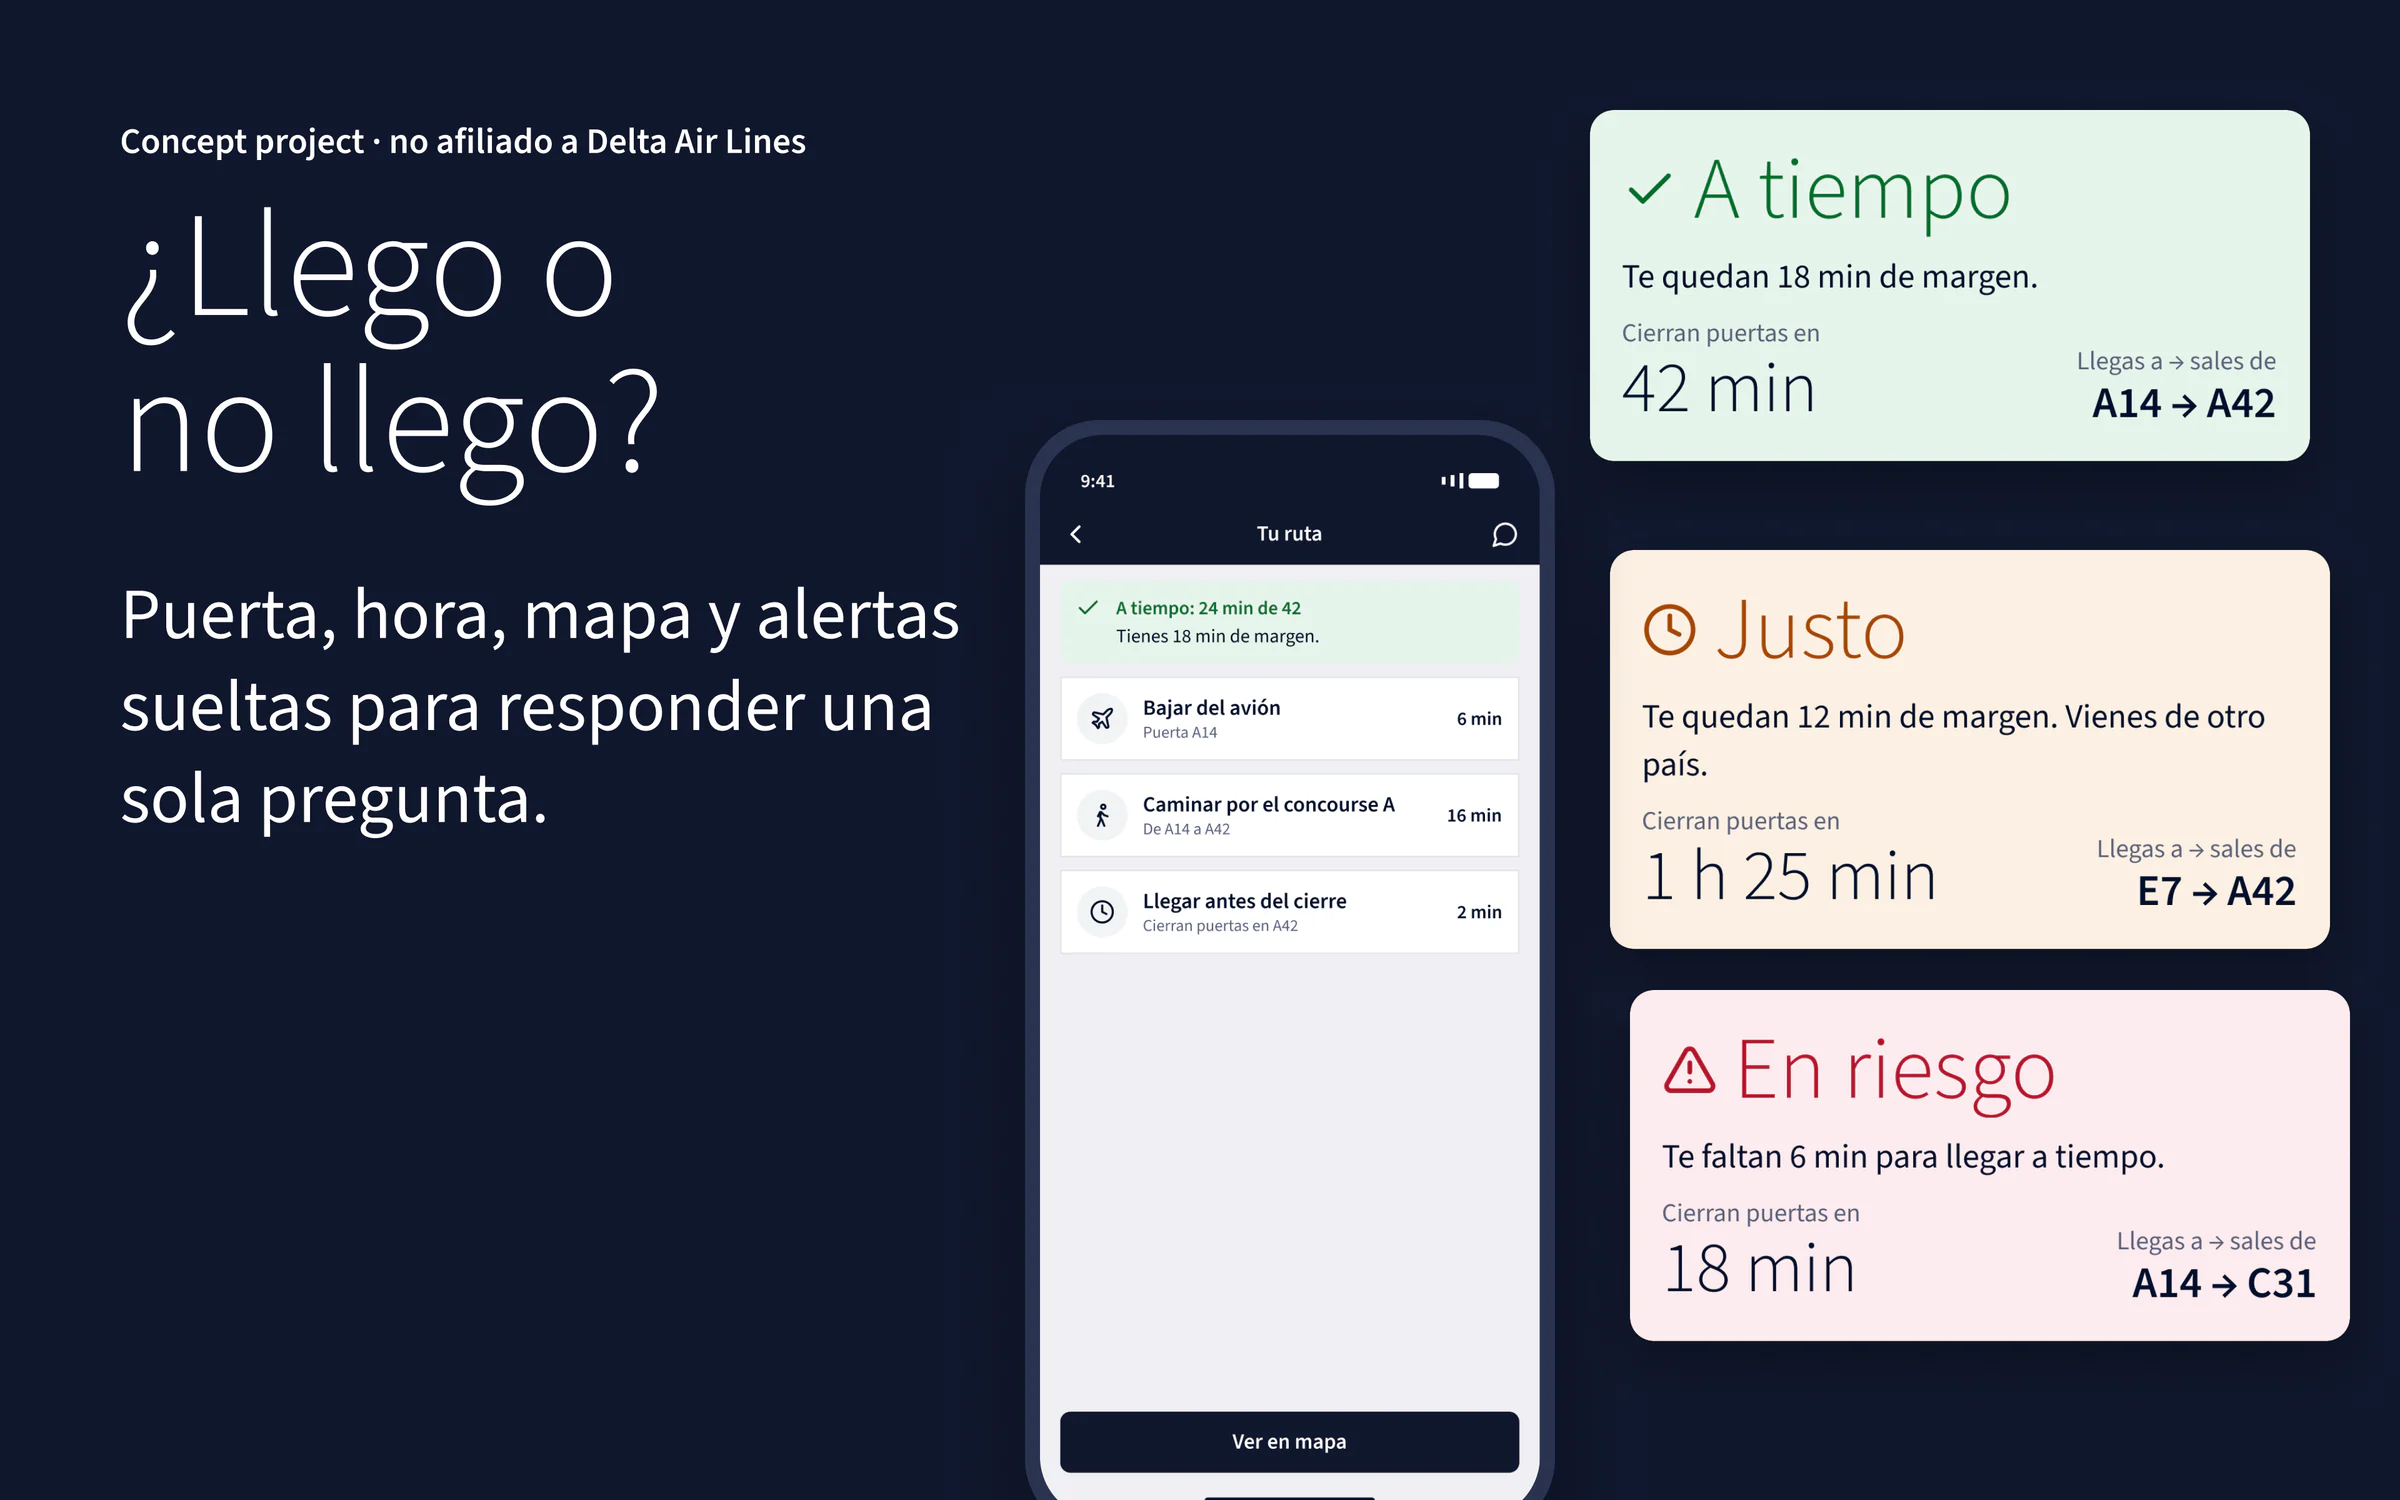 Concept project · no afiliado a Delta Air Lines
¿Llego o
no llego?
Puerta, hora, mapa y alertas
sueltas para responder una
sola pregunta.
9:41
Tu ruta
A tiempo: 24 min de 42
Tienes 18 min de margen.
Bajar del avión
Puerta A14
6 min
Caminar por el concourse A
De A14 a A42
16 min
Llegar antes del cierre
Cierran puertas en A42
2 min
Ver en mapa
A tiempo
Te quedan 18 min de margen.
Cierran puertas en
42 min
Llegas a → sales de
A14 → A42
Justo
Te quedan 12 min de margen. Vienes de otro
país.
Cierran puertas en
1 h 25 min
Llegas a → sales de
E7 → A42
En riesgo
Te faltan 6 min para llegar a tiempo.
Cierran puertas en
18 min
Llegas a → sales de
A14 → C31